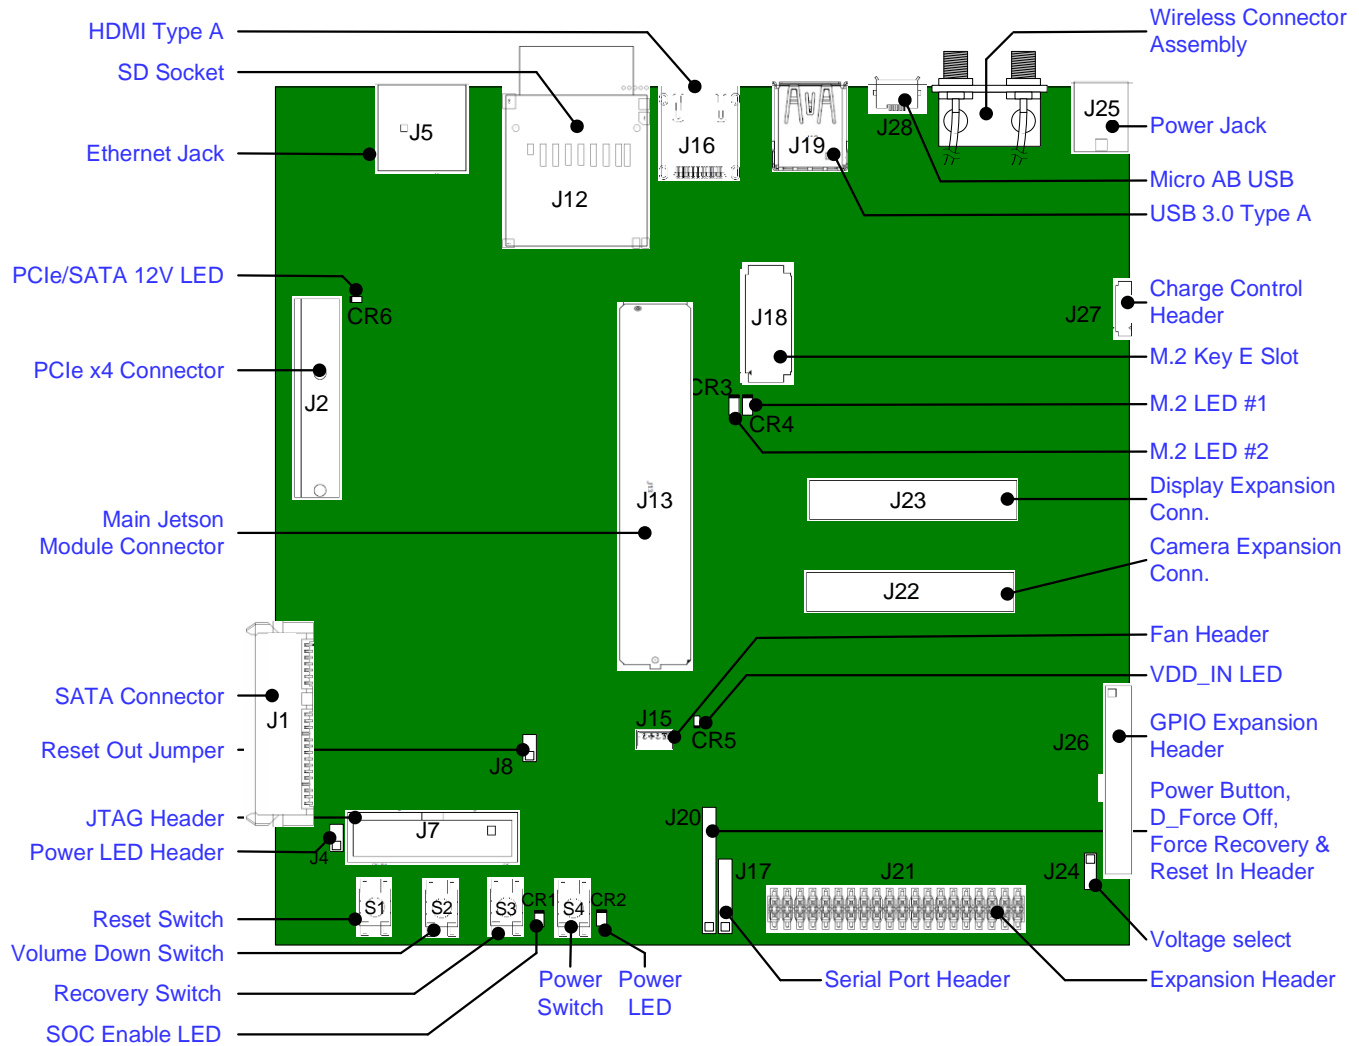 HDMI Type A
SD Socket
Ethernet Jack
PCIe/SATA 12V LED
PCIe x4 Connector
Main Jetson
Module Connector
SATA Connector
Reset Out Jumper
JTAG Header
Power LED Header
Reset Switch
Volume Down Switch
Recovery Switch
SOC Enable LED
Power
Switch
Power
LED
Serial Port Header
Wireless Connector
Assembly
Power Jack
Micro AB USB
USB 3.0 Type A
Charge Control
Header
M.2 Key E Slot
M.2 LED #1
M.2 LED #2
Display Expansion
Conn.
Camera Expansion
Conn.
Fan Header
VDD_IN LED
GPIO Expansion
Header
Power Button,
D_Force Off,
Force Recovery &
Reset In Header
Voltage select
Expansion Header
J5
J12
J16
J19
J28
J25
CR6
J2
J18
J27
CR3
CR4
J13
J23
J22
J1
J8
J15
CR5
J26
J4
J7
J20
J17
J21
J24
S1
S2
S3
CR1
S4
CR2